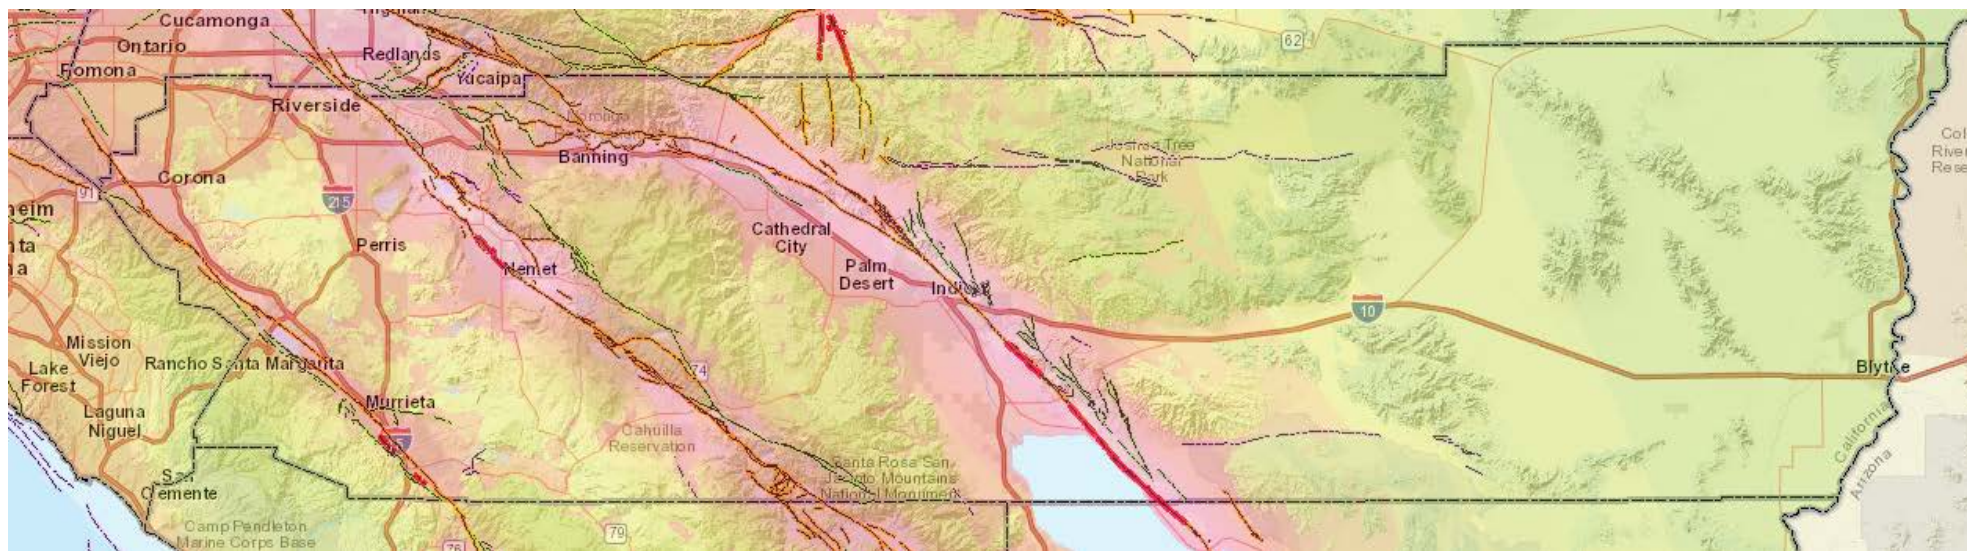 Cucamonga
Ontario
Redlands
62
Pomona
Yucaipa
Riverside
Banning
Joshua Tree
National
Park
Corona
91
215
Perris
Cathedral
City
Palm
Desert
Hemet
Indio
10
Mission
Viejo
Rancho Santa Margarita
Lake
Forest
74
Blythe
Laguna
Niguel
Murrieta
Cahuilla
Reservation
California
Arizona
San
Clemente
Santa Rosa San
Jacinto Mountains
National Monument
Camp Pendleton
Marine Corps Base
79
76